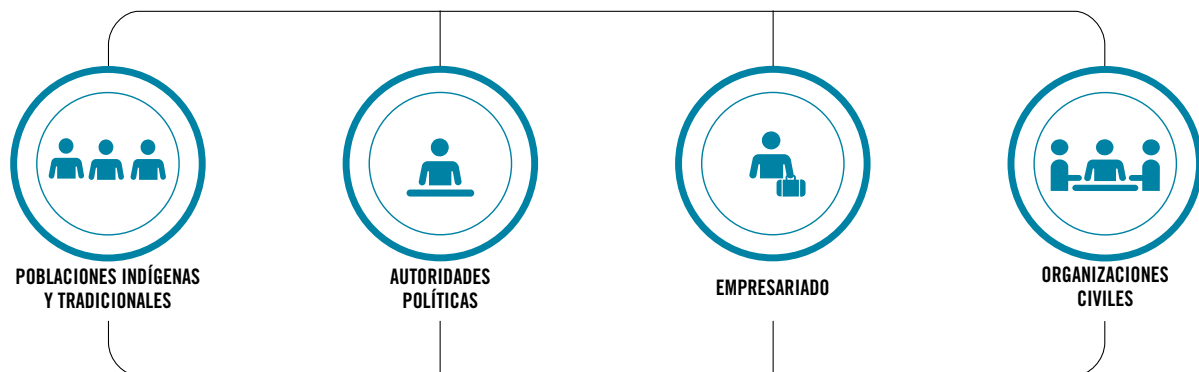 POBLACIONES INDÍGENAS
Y TRADICIONALES
AUTORIDADES
POLÍTICAS
EMPRESARIADO
ORGANIZACIONES
CIVILES